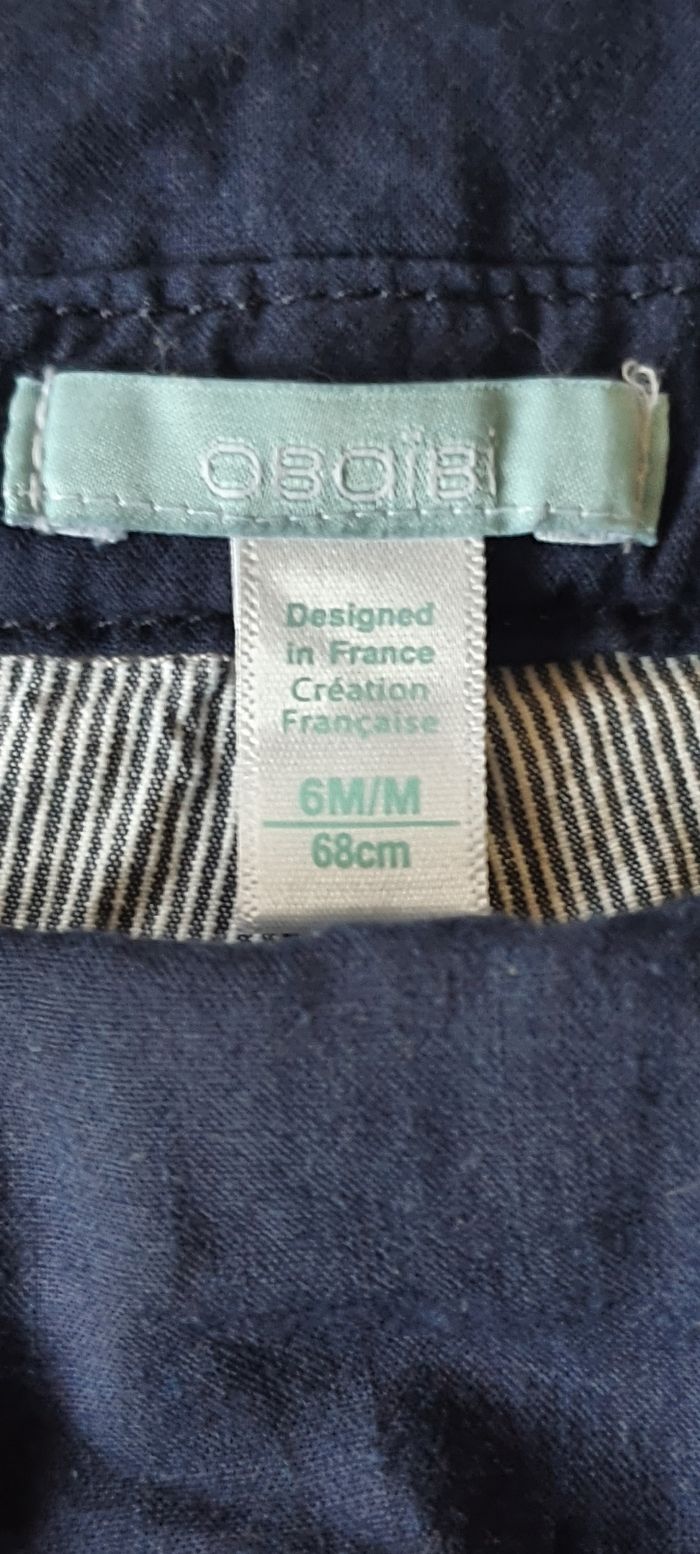 OBAÏBI
Designed
in France
Création
Française
6M/M
68cm